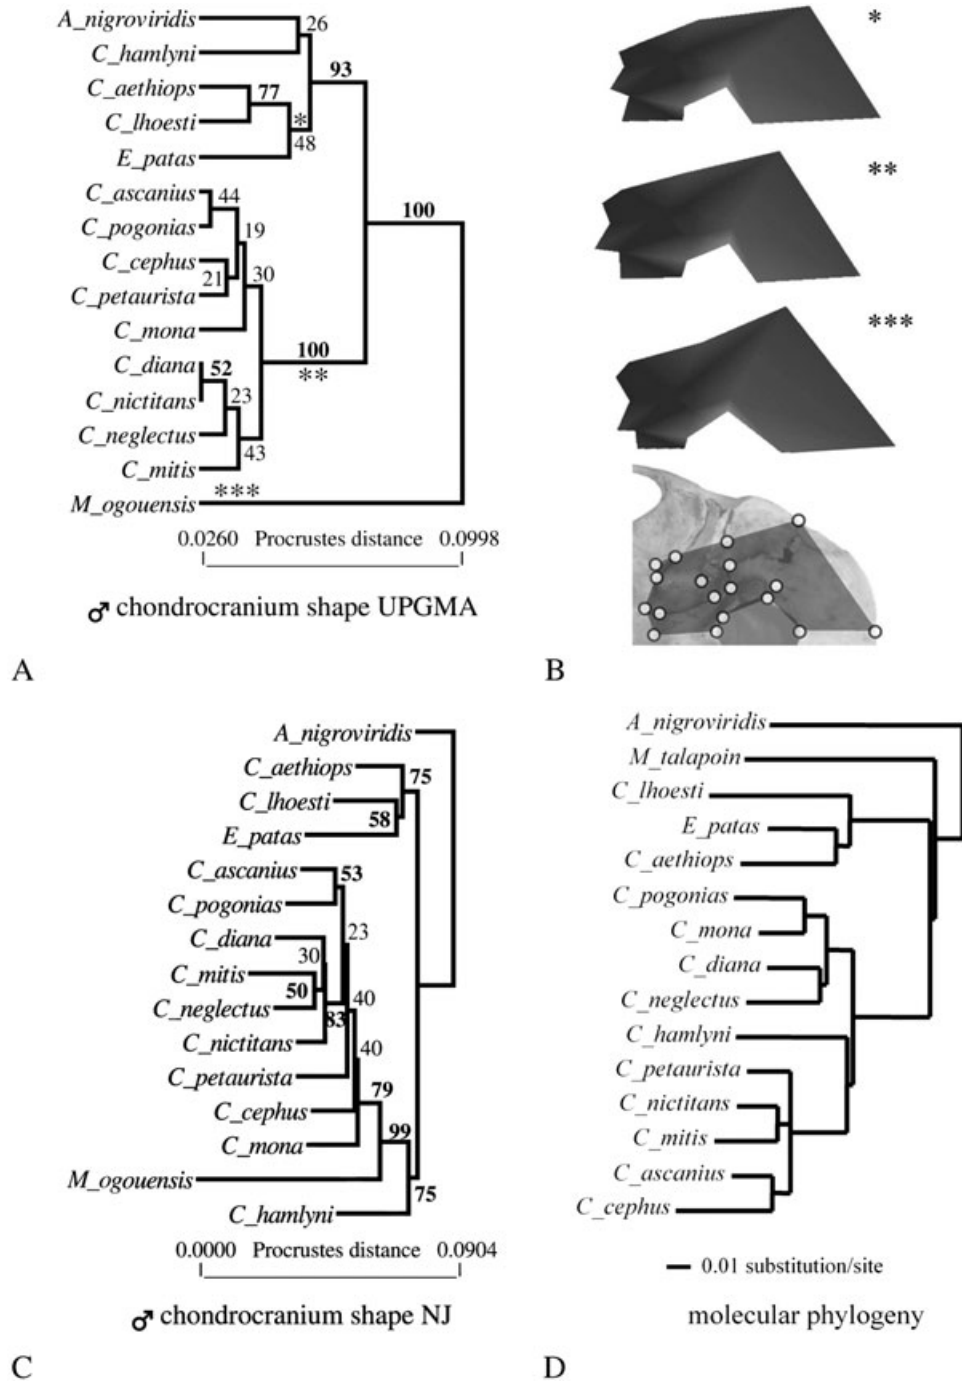 A_nigroviridis
26
C_hamlyni
93
C_aethiops
77
C_lhoesti
*
48
E_patas
C_ascanius
44
100
C_pogonias
19
C_cephus
21
30
C_petaurista
C_mona
100
C_diana
52
**
C_nictitans
23
C_neglectus
43
C_mitis
***
M_ogouensis
0.0260 Procrustes distance 0.0998
♂ chondrocranium shape UPGMA
A
*
**
***
B
A_nigroviridis
C_aethiops
75
C_lhoesti
58
E_patas
C_ascanius
53
C_pogonias
23
C_diana
30
C_mitis
50
40
C_neglectus
83
C_nictitans
40
C_petaurista
79
C_cephus
99
C_mona
M_ogouensis
75
C_hamlyni
0.0000 Procrustes distance 0.0904
♂ chondrocranium shape NJ
C
A_nigroviridis
M_talapoin
C_lhoesti
E_patas
C_aethiops
C_pogonias
C_mona
C_diana
C_neglectus
C_hamlyni
C_petaurista
C_nictitans
C_mitis
C_ascanius
C_cephus
0.01 substitution/site
molecular phylogeny
D